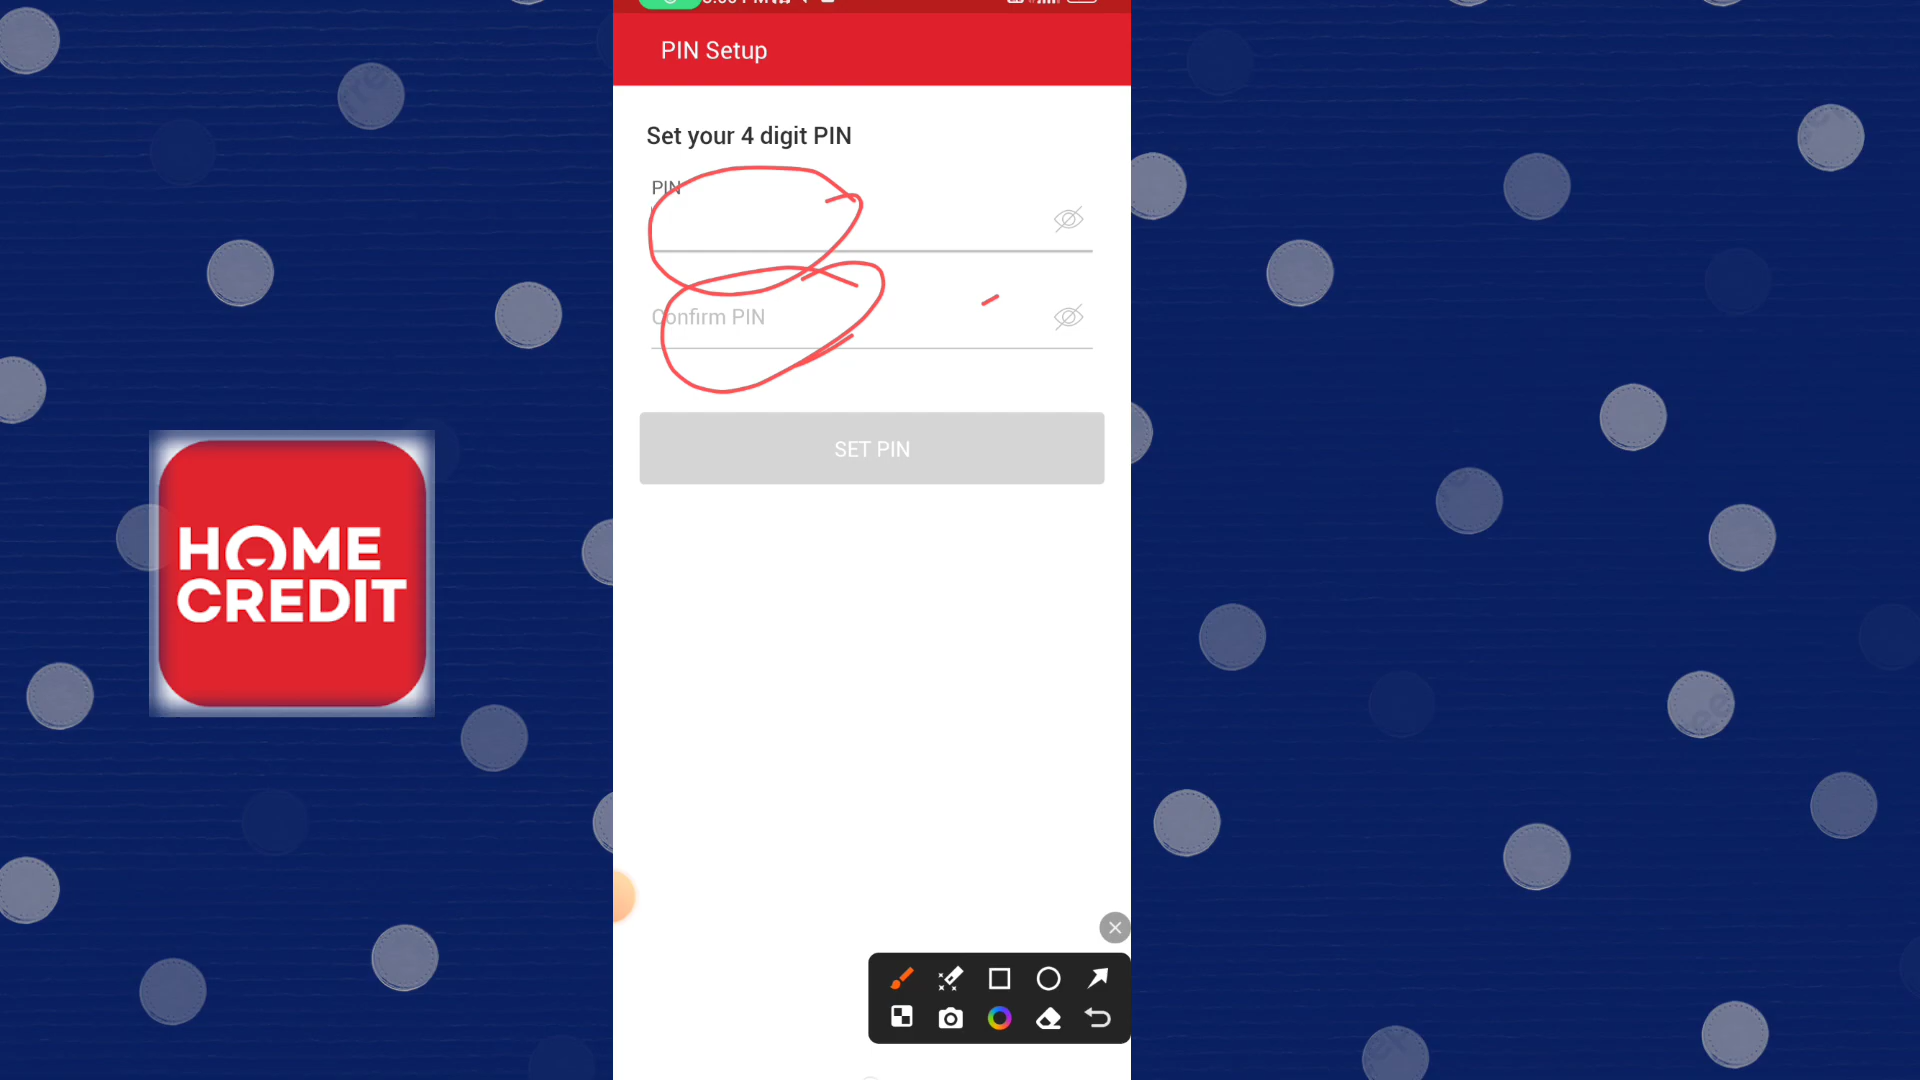 PIN Setup
Set your 4 digit PIN
PIN
Confirm PIN
SET PIN
HOME
CREDIT